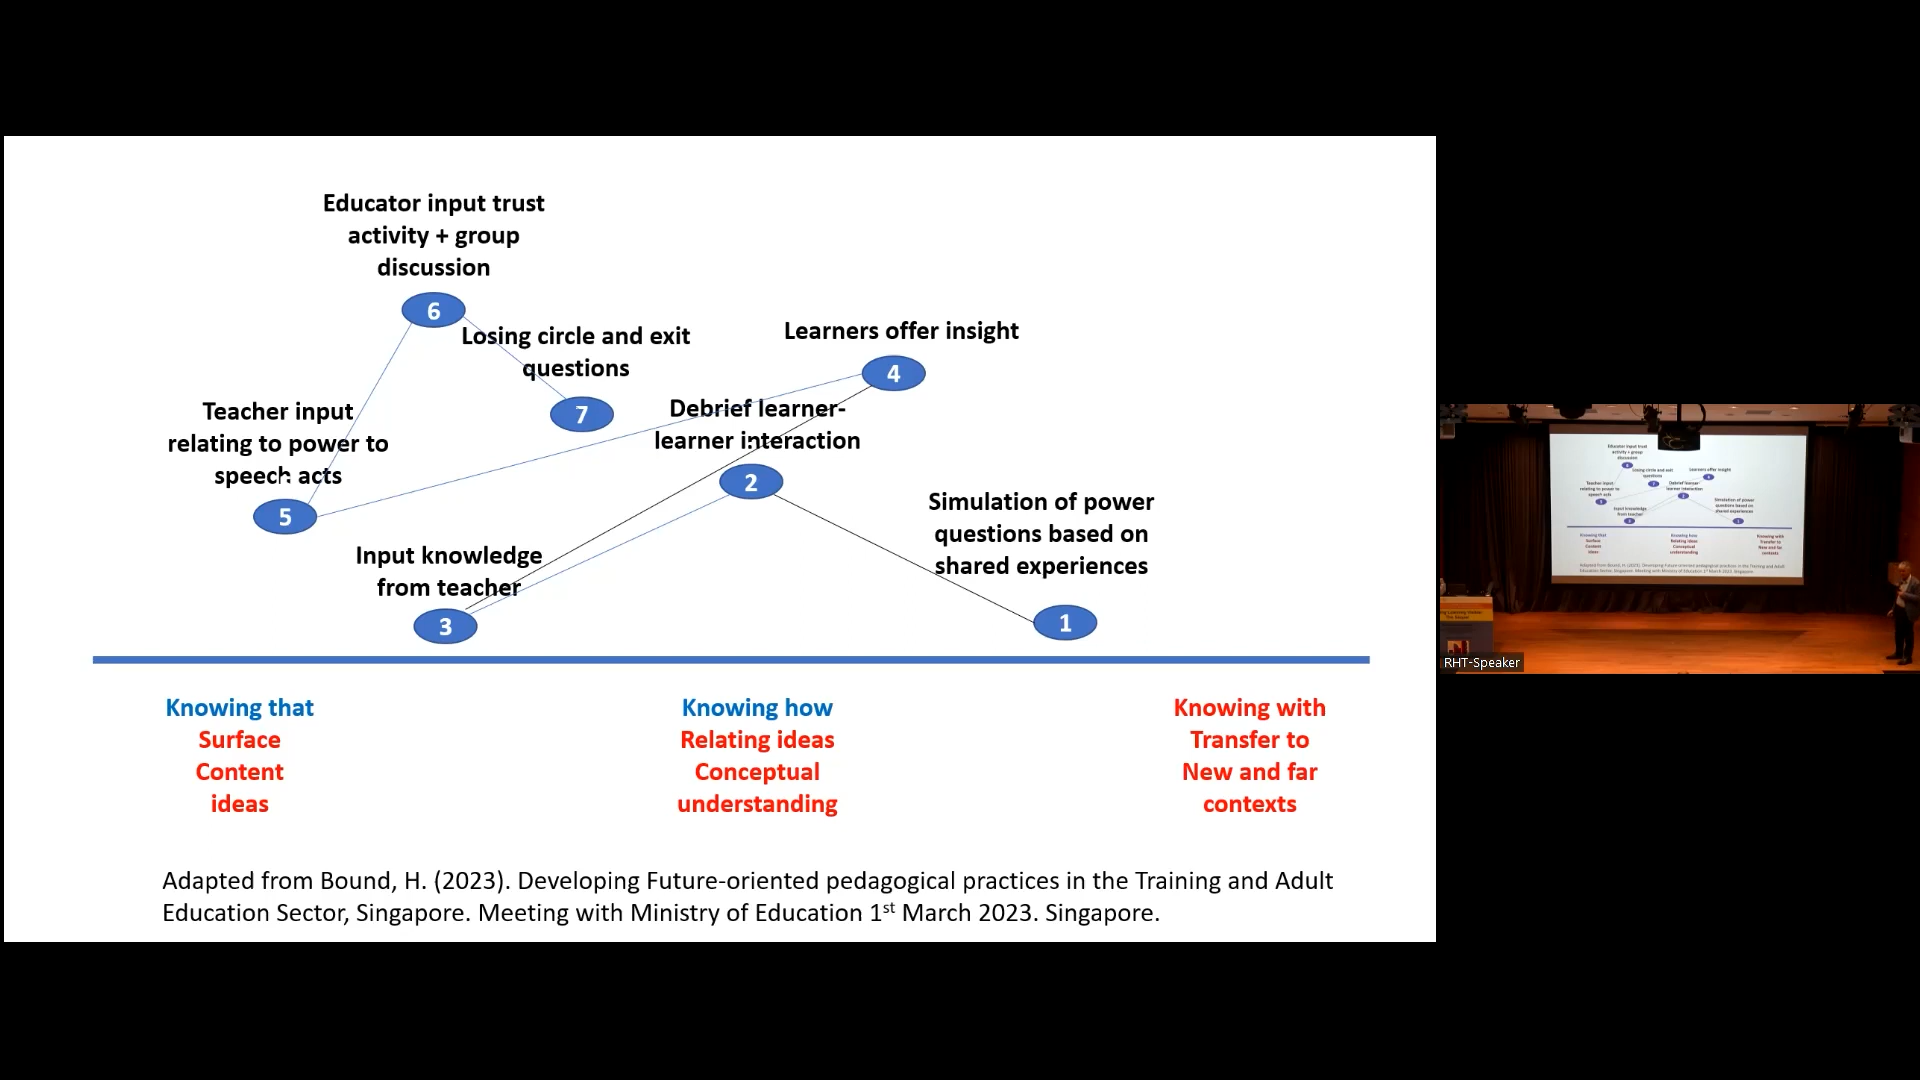 Educator input trust
activity + group
discussion
6
Losing circle and exit
questions
7
Learners offer insight
4
Teacher input
relating to power to
speech acts
5
Debrief learner-
learner interaction
2
Simulation of power
questions based on
shared experiences
1
Input knowledge
from teacher
3
Knowing that
Surface
Content
ideas
Knowing how
Relating ideas
Conceptual
understanding
Knowing with
Transfer to
New and far
contexts
Adapted from Bound, H. (2023). Developing Future-oriented pedagogical practices in the Training and Adult
Education Sector, Singapore. Meeting with Ministry of Education 1st March 2023. Singapore.
RHT-Speaker